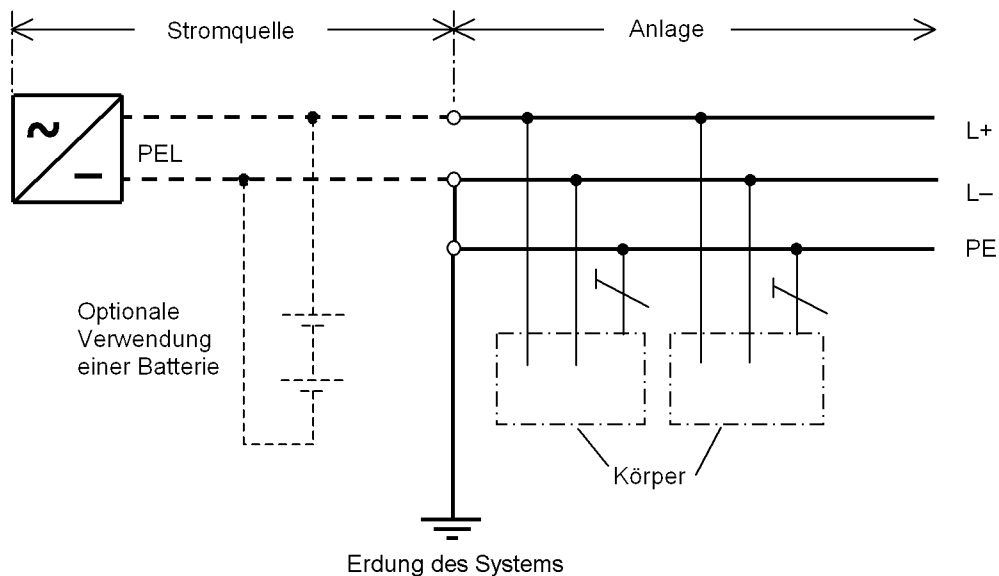 Stromquelle
Anlage
~
–
PEL
L+
L–
PE
Optionale
Verwendung
einer Batterie
Körper
Erdung des Systems